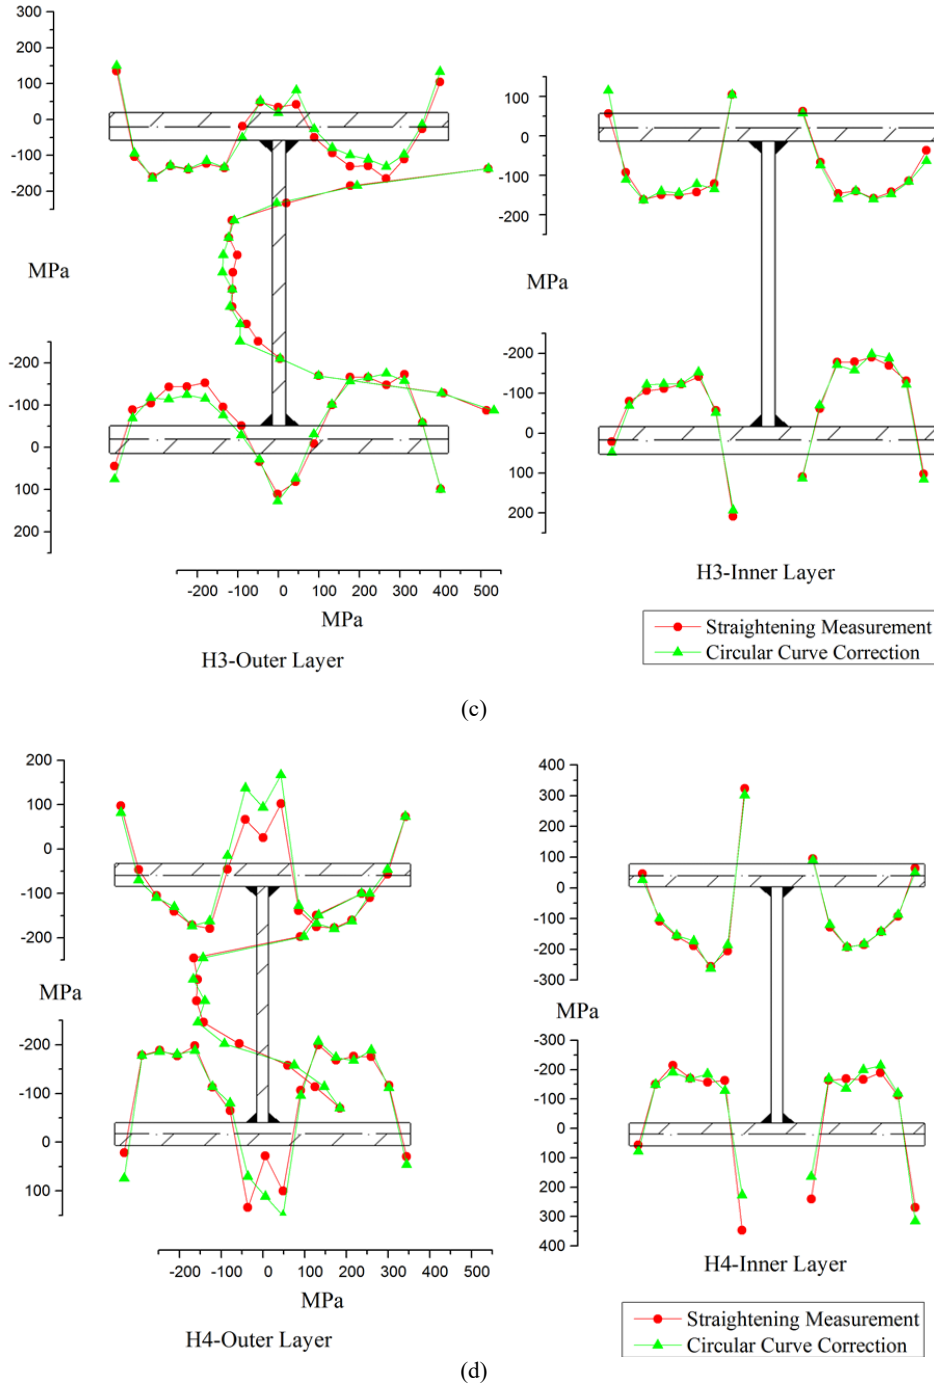 300
200
100
0
-100
-200
MPa
-200
-100
0
100
200
-200 -100 0 100 200 300 400 500
MPa
H3-Outer Layer
100
0
-100
-200
MPa
-200
-100
0
100
200
H3-Inner Layer
Straightening Measurement
Circular Curve Correction
(c)
200
100
0
-100
-200
MPa
-200
-100
0
100
-200 -100 0 100 200 300 400 500
MPa
H4-Outer Layer
400
300
200
100
0
-100
-200
-300
MPa
-300
-200
-100
0
100
200
300
400
H4-Inner Layer
Straightening Measurement
Circular Curve Correction
(d)